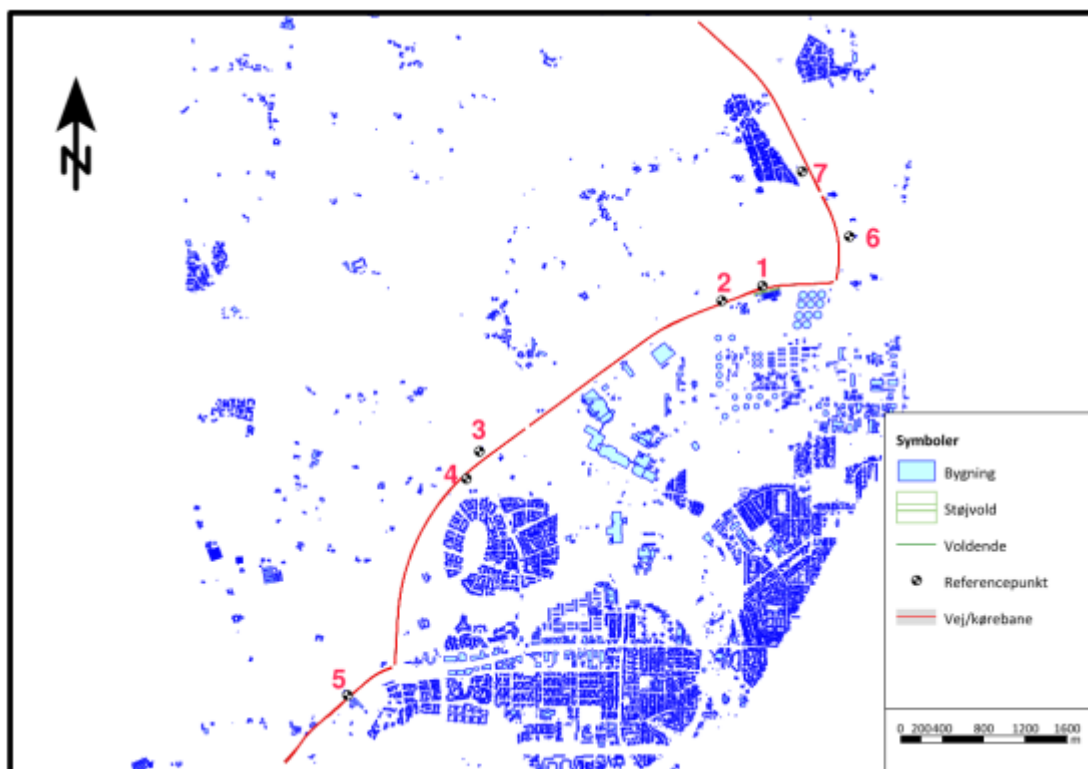 N
7
6
1
2
3
4
5
Symboler
Bygning
Støjvold
Voldende
Referencepunkt
Vej/kørebane
0 200400 800 1200 1600
m